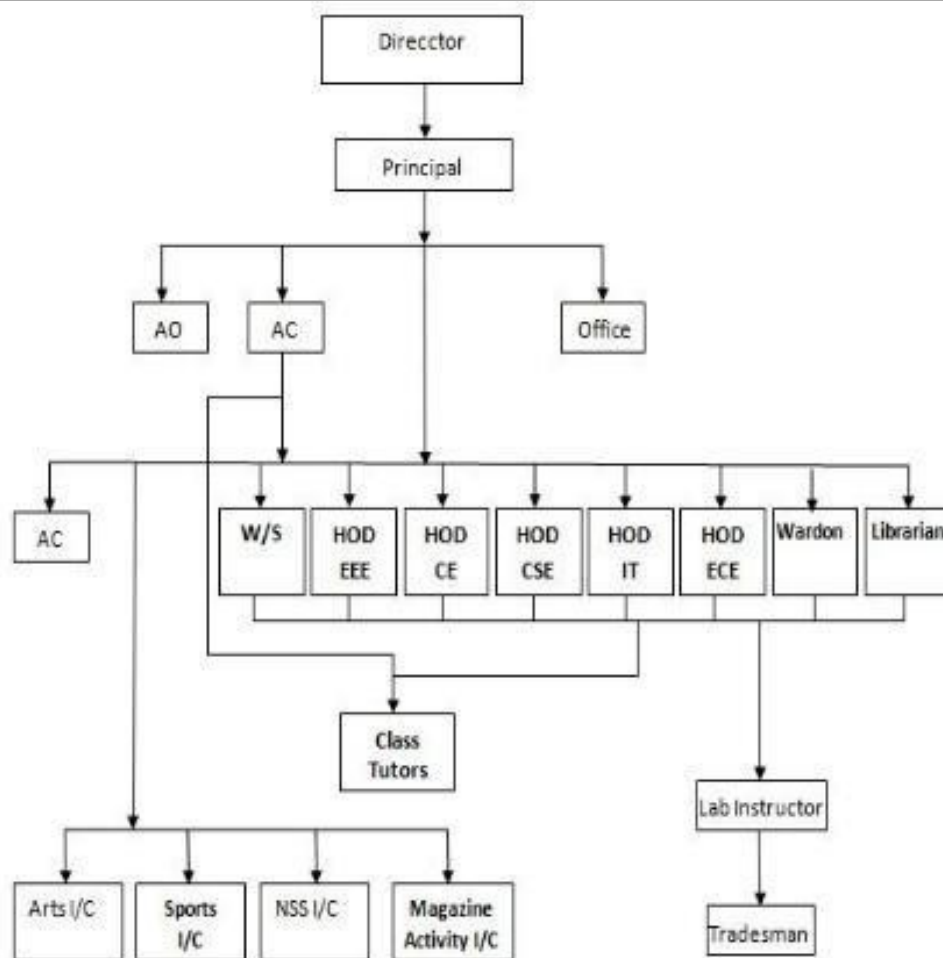 Direcctor
Principal
AO
AC
Office
AC
W/S
HOD
EEE
HOD
CE
HOD
CSE
HOD
IT
HOD
ECE
Wardon
Librarian
Class
Tutors
Lab Instructor
Arts I/C
Sports
I/C
NSS I/C
Magazine
Activity I/C
Tradesman